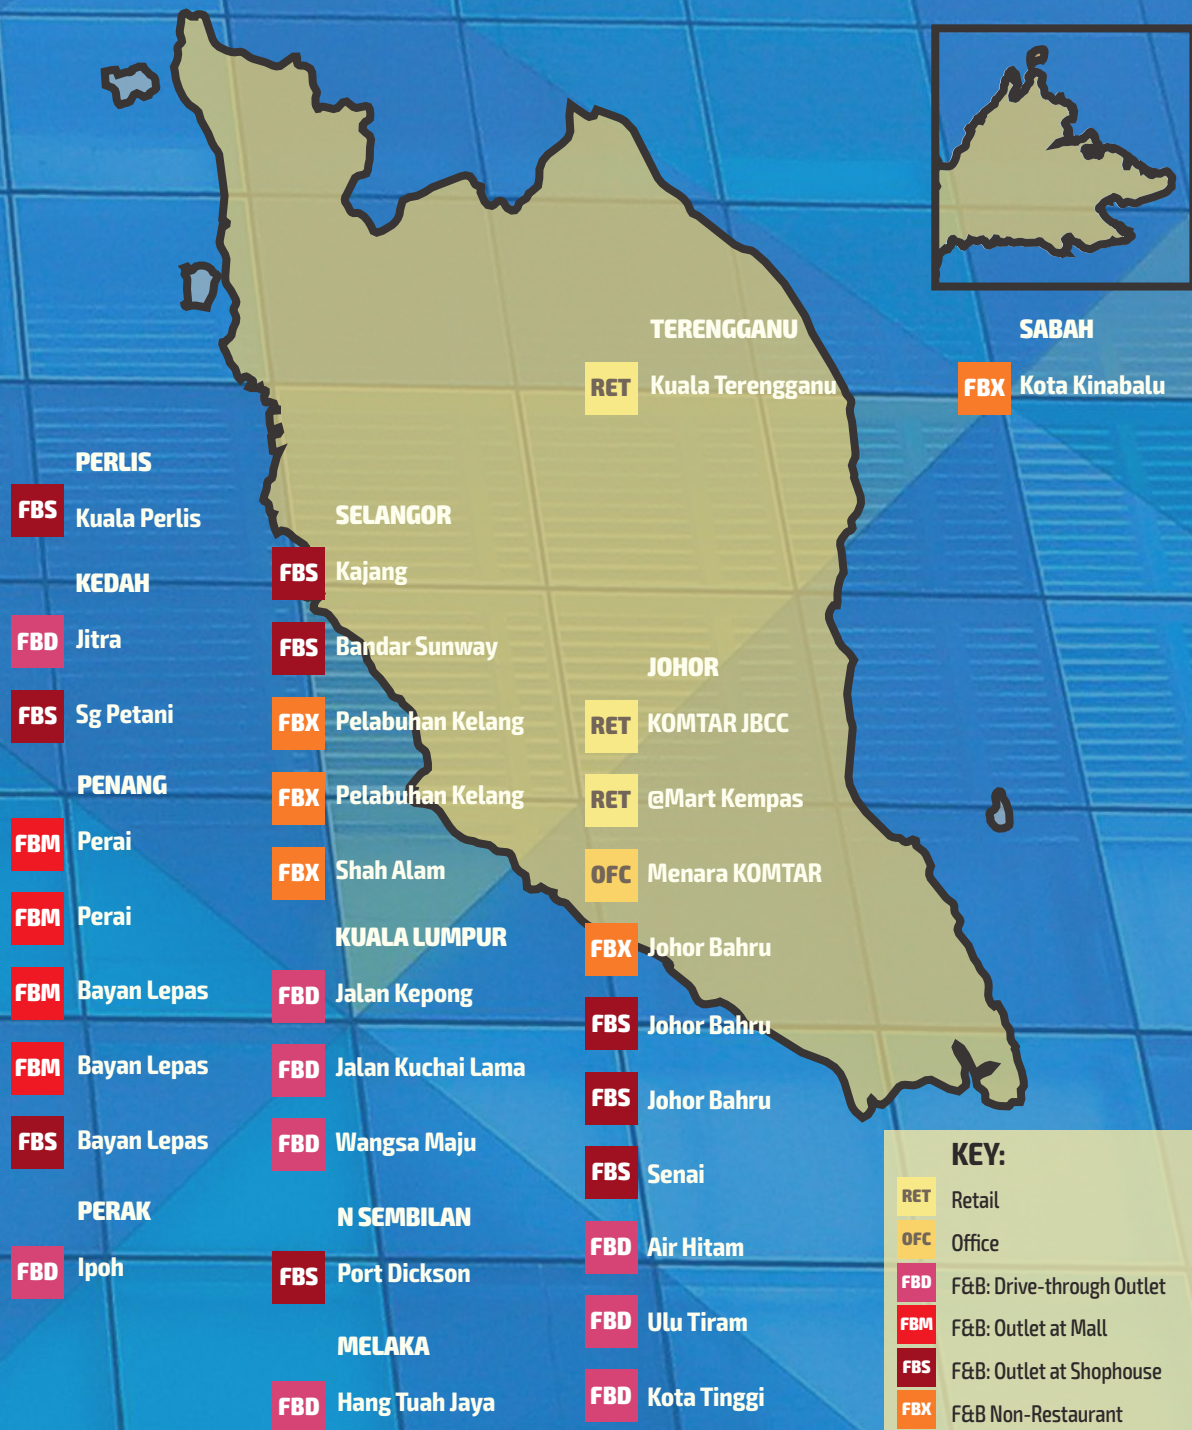 PERLIS
FBS Kuala Perlis
KEDAH
FBD Jitra
FBS Sg Petani
PENANG
FBM Perai
FBM Perai
FBM Bayan Lepas
FBM Bayan Lepas
FBS Bayan Lepas
PERAK
FBD Ipoh
SELANGOR
FBS Kajang
FBS Bandar Sunway
FBX Pelabuhan Kelang
FBX Pelabuhan Kelang
FBX Shah Alam
KUALA LUMPUR
FBD Jalan Kepong
FBD Jalan Kuchai Lama
FBD Wangsa Maju
N SEMBILAN
FBS Port Dickson
MELAKA
FBD Hang Tuah Jaya
TERENGGANU
RET Kuala Terengganu
JOHOR
RET KOMTAR JBCC
RET @Mart Kempas
OFC Menara KOMTAR
FBX Johor Bahru
FBS Johor Bahru
FBS Johor Bahru
FBS Senai
FBD Air Hitam
FBD Ulu Tiram
FBD Kota Tinggi
SABAH
FBX Kota Kinabalu
KEY:
RET Retail
OFC Office
FBD F&B: Drive-through Outlet
FBM F&B: Outlet at Mall
FBS F&B: Outlet at Shophouse
FBX F&B Non-Restaurant